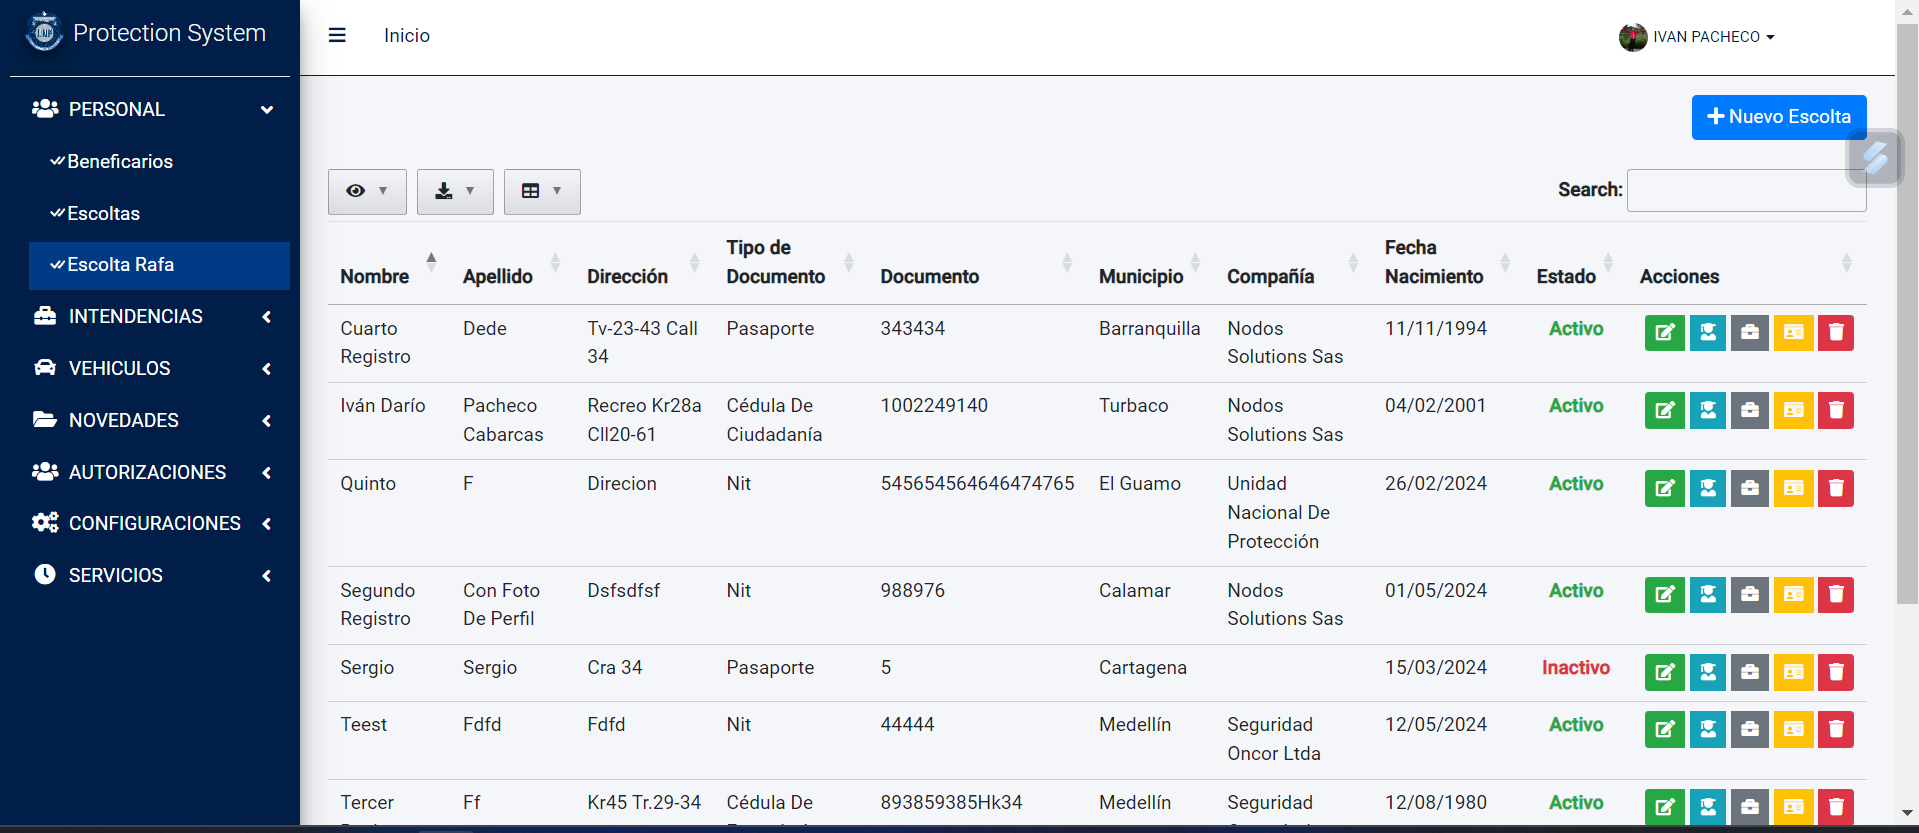 Protection System
Inicio
IVAN PACHECO
PERSONAL
Beneficarios
Escoltas
Escolta Rafa
INTENDENCIAS
VEHICULOS
NOVEDADES
AUTORIZACIONES
CONFIGURACIONES
SERVICIOS
Nuevo Escolta
Search:
Nombre Apellido Dirección Tipo de Documento Documento Municipio Compañía Fecha Nacimiento Estado Acciones
Cuarto Dede Tv-23-43 Call Pasaporte 343434 Barranquilla Nodos 11/11/1994 Activo
Registro 34 Solutions Sas
Iván Darío Pacheco Recreo Kr28a Cédula De 1002249140 Turbaco Nodos 04/02/2001 Activo
Cabarcas Cll20-61 Ciudadanía Solutions Sas
Quinto F Direcion Nit 545654564646474765 El Guamo Unidad 26/02/2024 Activo
Nacional De
Protección
Segundo Con Foto Dsfsdfsf Nit 988976 Calamar Nodos 01/05/2024 Activo
Registro De Perfil Solutions Sas
Sergio Sergio Cra 34 Pasaporte 5 Cartagena 15/03/2024 Inactivo
Teest Fdfd Fdfd Nit 44444 Medellín Seguridad 12/05/2024 Activo
Oncor Ltda
Tercer Ff Kr45 Tr.29-34 Cédula De 893859385Hk34 Medellín Seguridad 12/08/1980 Activo